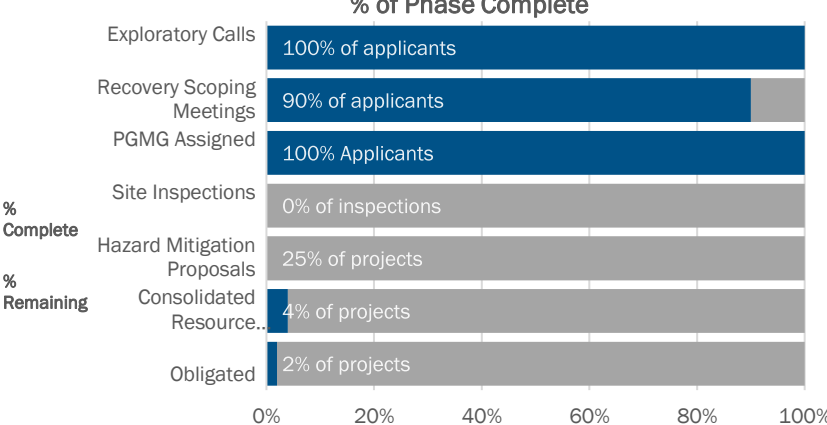 % of Phase Complete
Exploratory Calls
100% of applicants
Recovery Scoping
Meetings
90% of applicants
PGMG Assigned
100% Applicants
Site Inspections
0% of inspections
%
Complete
Hazard Mitigation
Proposals
25% of projects
%
Remaining
Consolidated
Resource...
4% of projects
Obligated
2% of projects
0%
20%
40%
60%
80%
100%